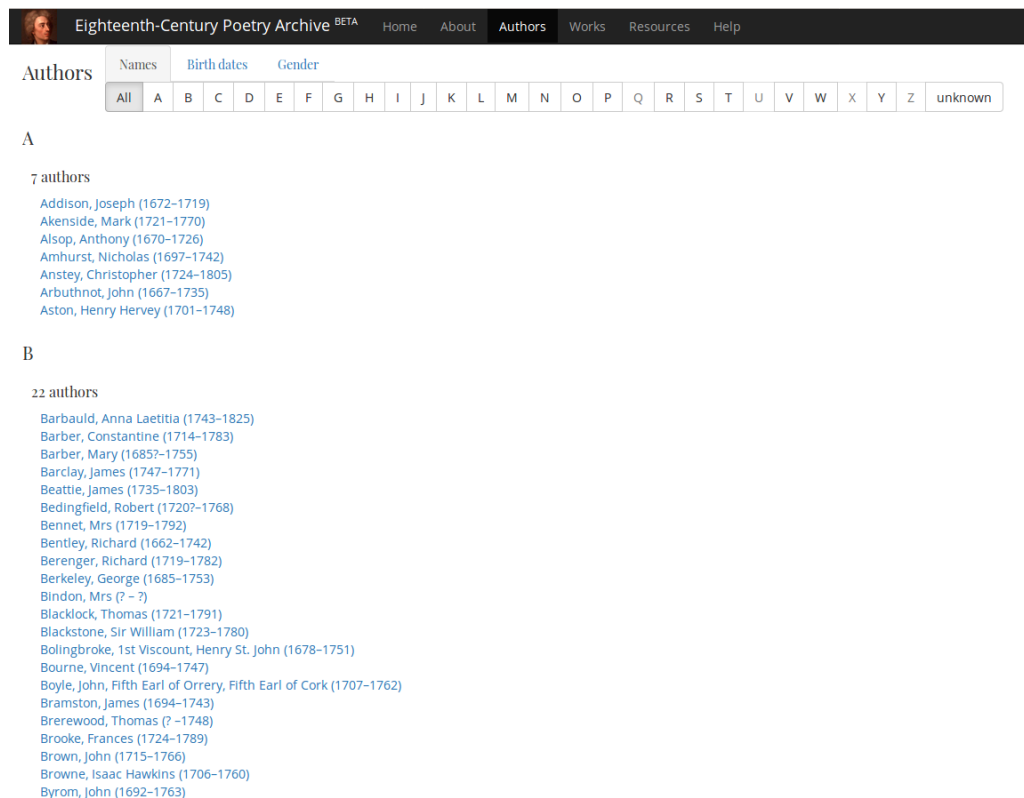 Eighteenth-Century Poetry Archive BETA Home About Authors Works Resources Help
Authors Names Birth dates Gender
All A B C D E F G H I J K L M N O P Q R S T U V W X Y Z unknown
A
7 authors
Addison, Joseph (1672–1719)
Akenside, Mark (1721–1770)
Alsop, Anthony (1670–1726)
Amhurst, Nicholas (1697–1742)
Anstey, Christopher (1724–1805)
Arbuthnot, John (1667–1735)
Aston, Henry Hervey (1701–1748)
B
22 authors
Barbauld, Anna Laetitia (1743–1825)
Barber, Constantine (1714–1783)
Barber, Mary (1685?–1755)
Barclay, James (1747–1771)
Beattie, James (1735–1803)
Bedingfield, Robert (1720?–1768)
Bennet, Mrs (1719–1792)
Bentley, Richard (1662–1742)
Berenger, Richard (1719–1782)
Berkeley, George (1685–1753)
Bindon, Mrs (? – ?)
Blacklock, Thomas (1721–1791)
Blackstone, Sir William (1723–1780)
Bolingbroke, 1st Viscount, Henry St. John (1678–1751)
Bourne, Vincent (1694–1747)
Boyle, John, Fifth Earl of Orrery, Fifth Earl of Cork (1707–1762)
Bramston, James (1694–1743)
Brerewood, Thomas (? –1748)
Brooke, Frances (1724–1789)
Brown, John (1715–1766)
Browne, Isaac Hawkins (1706–1760)
Byrom, John (1692–1763)